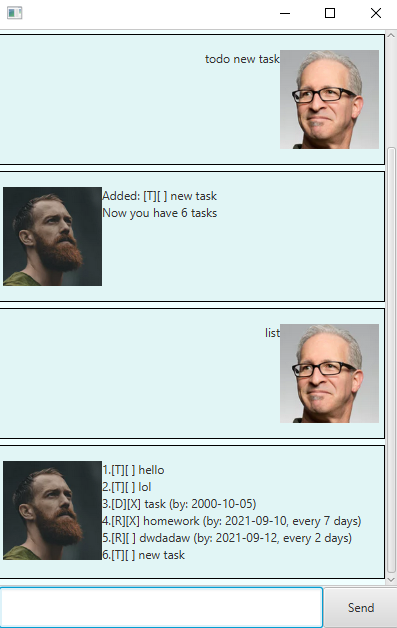 todo new task
Added: [T][ ] new task
Now you have 6 tasks
list
1.[T][ ] hello
2.[T][ ] lol
3.[D][X] task (by: 2000-10-05)
4.[R][X] homework (by: 2021-09-10, every 7 days)
5.[R][ ] dwdadaw (by: 2021-09-12, every 2 days)
6.[T][ ] new task
Send